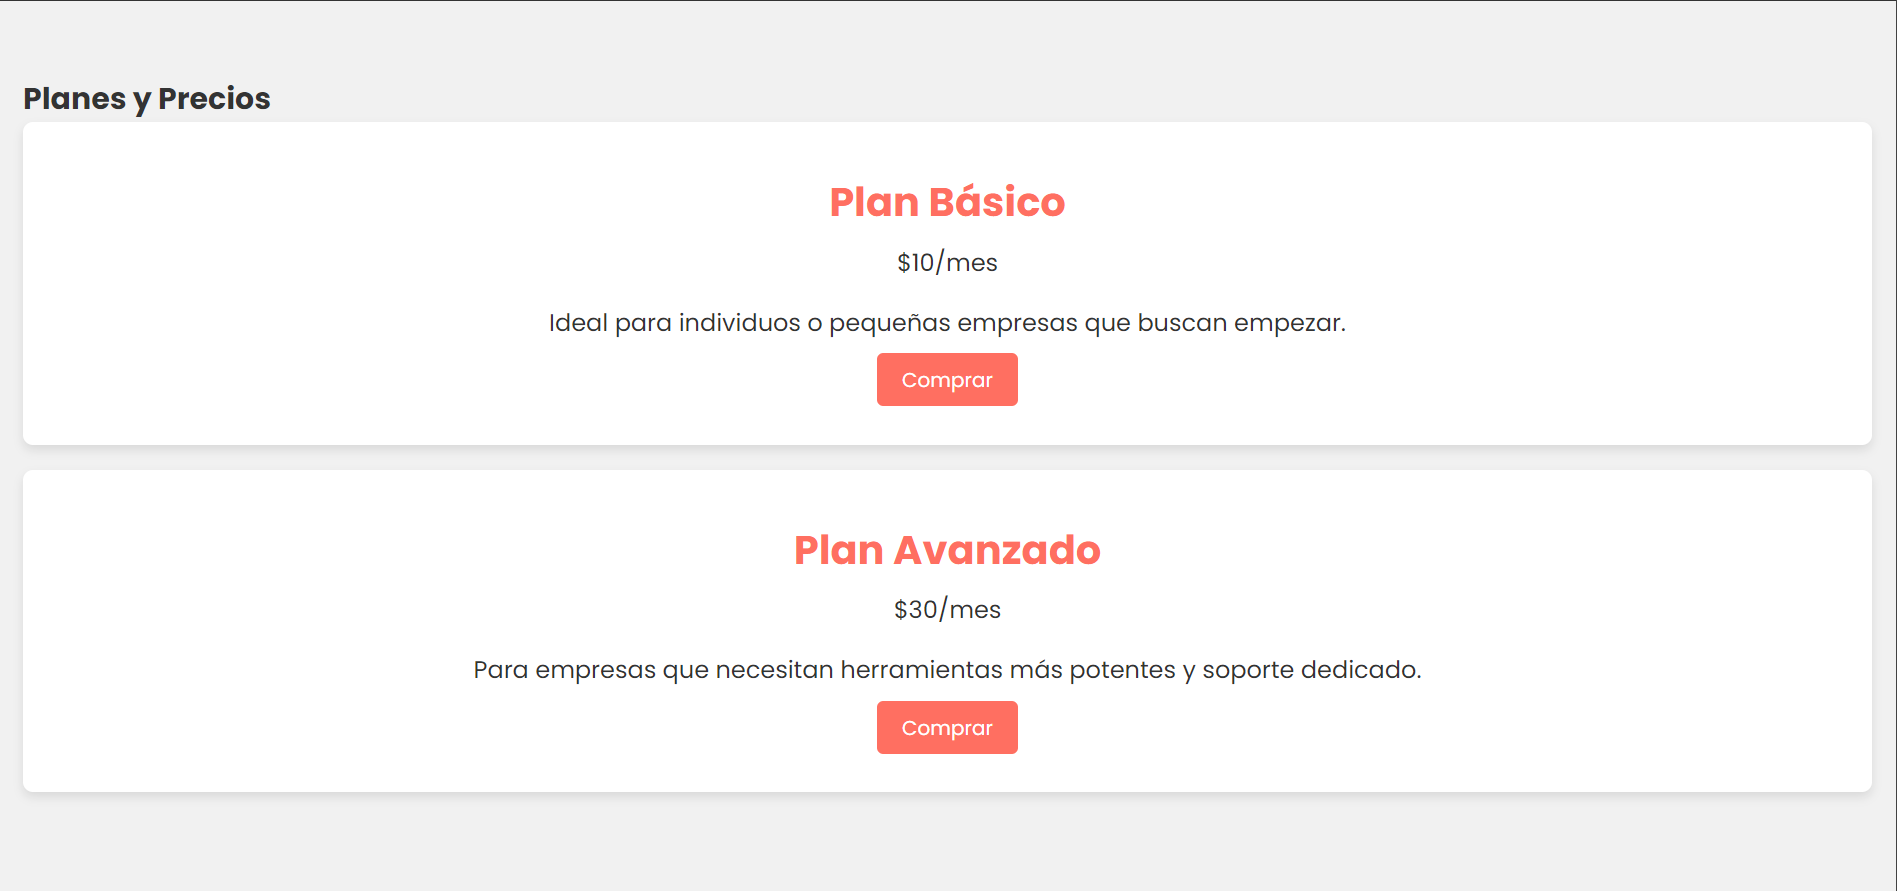 Planes y Precios
Plan Básico
$10/mes
Ideal para individuos o pequeñas empresas que buscan empezar.
Comprar
Plan Avanzado
$30/mes
Para empresas que necesitan herramientas más potentes y soporte dedicado.
Comprar